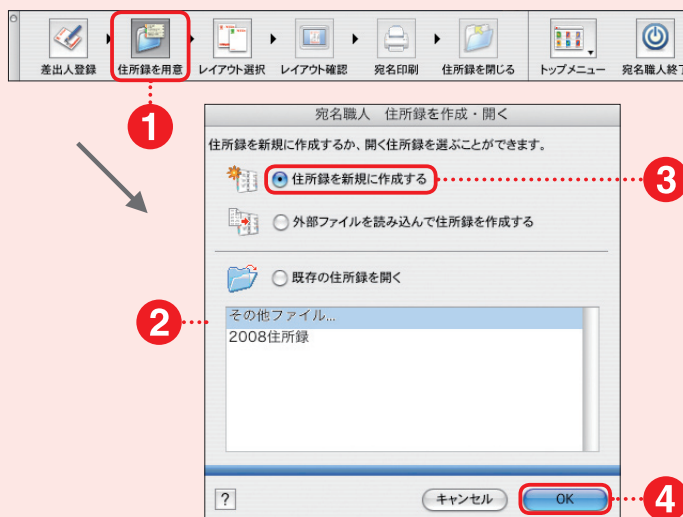 差出人登録 住所録を用意 レイアウト選択 レイアウト確認 宛名印刷 住所録を閉じる トップメニュー 宛名職人終了
1
宛名職人 住所録を作成・開く
住所録を新規に作成するか、開く住所録を選ぶことができます。
住所録を新規に作成する
3
外部ファイルを読み込んで住所録を作成する
既存の住所録を開く
2
その他ファイル...
2008住所録
? キャンセル OK
4